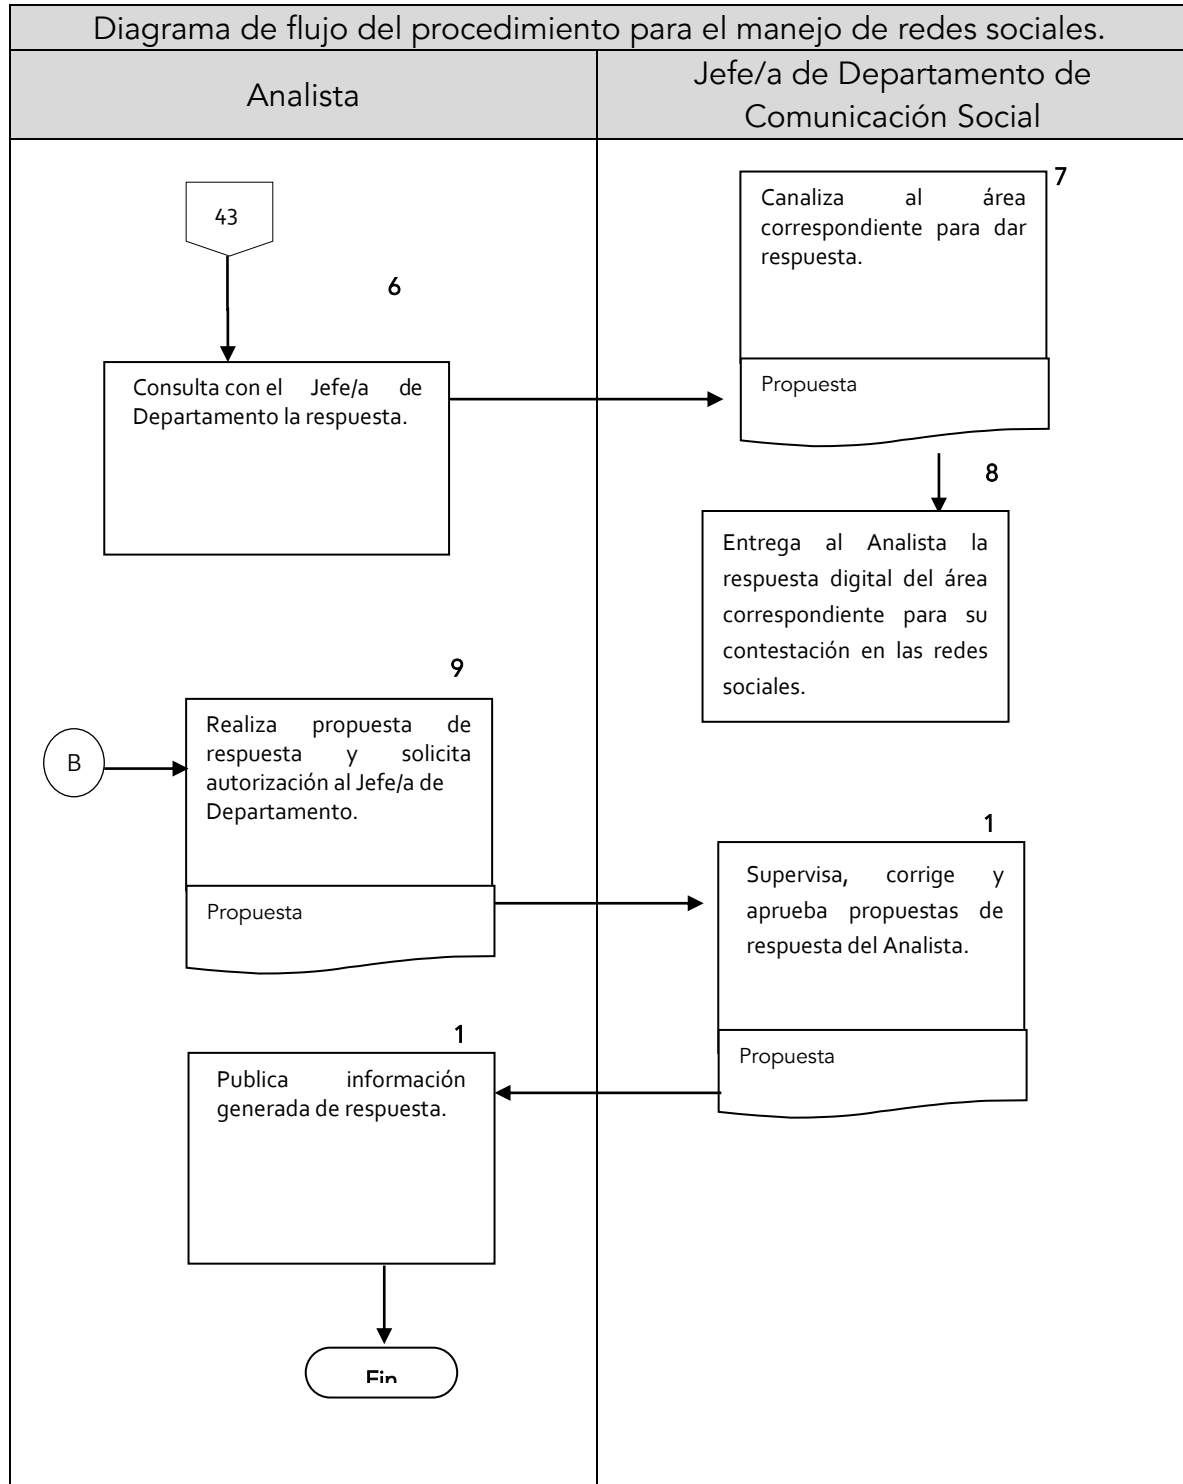 Diagrama de flujo del procedimiento para el manejo de redes sociales.
Analista
Jefe/a de Departamento de
Comunicación Social
43
6
Consulta con el Jefe/a de
Departamento la respuesta.
7
Canaliza al área
correspondiente para dar
respuesta.
Propuesta
8
Entrega al Analista la
respuesta digital del área
correspondiente para su
contestación en las redes
sociales.
9
B
Realiza propuesta de
respuesta y solicita
autorización al Jefe/a de
Departamento.
Propuesta
1
Supervisa, corrige y
aprueba propuestas de
respuesta del Analista.
Propuesta
1
Publica información
generada de respuesta.
Fin